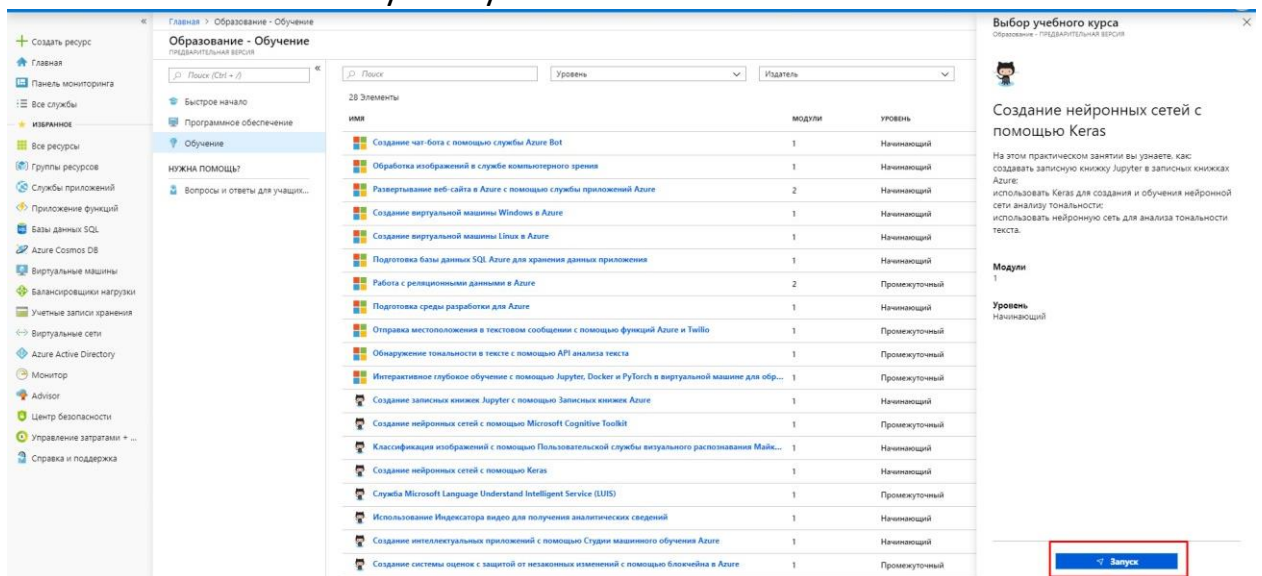 Создать ресурс
Главная
Панель мониторинга
Все службы
ИЗБРАННОЕ
Все ресурсы
Группы ресурсов
Службы приложений
Приложение функций
Базы данных SQL
Azure Cosmos DB
Виртуальные машины
Балансировщики нагрузки
Учетные записи хранения
Виртуальные сети
Azure Active Directory
Монитор
Advisor
Центр безопасности
Управление затратами + ...
Справка и поддержка
Главная > Образование - Обучение
Образование - Обучение
ПРЕДВАРИТЕЛЬНАЯ ВЕРСИЯ
Поиск (Ctrl + /)
Быстрое начало
Программное обеспечение
Обучение
НУЖНА ПОМОЩЬ?
Вопросы и ответы для учащих...
Поиск Уровень Издатель
28 Элементы
ИМЯ МОДУЛИ УРОВЕНЬ
Создание чат-бота с помощью службы Azure Bot 1 Начинающий
Обработка изображений в службе компьютерного зрения 1 Начинающий
Развертывание веб-сайта в Azure с помощью службы приложений Azure 2 Начинающий
Создание виртуальной машины Windows в Azure 1 Начинающий
Создание виртуальной машины Linux в Azure 1 Начинающий
Подготовка базы данных SQL Azure для хранения данных приложения 1 Начинающий
Работа с реляционными данными в Azure 2 Промежуточный
Подготовка среды разработки для Azure 1 Начинающий
Отправка местоположения в текстовом сообщении с помощью функций Azure и Twilio 1 Промежуточный
Обнаружение тональности в тексте с помощью API анализа текста 1 Промежуточный
Интерактивное глубокое обучение с помощью Jupyter, Docker и PyTorch в виртуальной машине для обр... 1 Промежуточный
Создание записных книжек Jupyter с помощью Записных книжек Azure 1 Начинающий
Создание нейронных сетей с помощью Microsoft Cognitive Toolkit 1 Промежуточный
Классификация изображений с помощью Пользовательской службы визуального распознавания Майк... 1 Начинающий
Создание нейронных сетей с помощью Keras 1 Начинающий
Служба Microsoft Language Understand Intelligent Service (LUIS) 1 Промежуточный
Использование Индексатора видео для получения аналитических сведений 1 Начинающий
Создание интеллектуальных приложений с помощью Студии машинного обучения Azure 1 Начинающий
Создание системы оценок с защитой от незаконных изменений с помощью блокчейна в Azure 1 Промежуточный
Выбор учебного курса
Образование - ПРЕДВАРИТЕЛЬНАЯ ВЕРСИЯ
Создание нейронных сетей с
помощью Keras
На этом практическом занятии вы узнаете, как:
создавать записную книжку Jupyter в записных книжках
Azure;
использовать Keras для создания и обучения нейронной
сети анализу тональности;
использовать нейронную сеть для анализа тональности
текста.
Модули
1
Уровень
Начинающий
Запуск